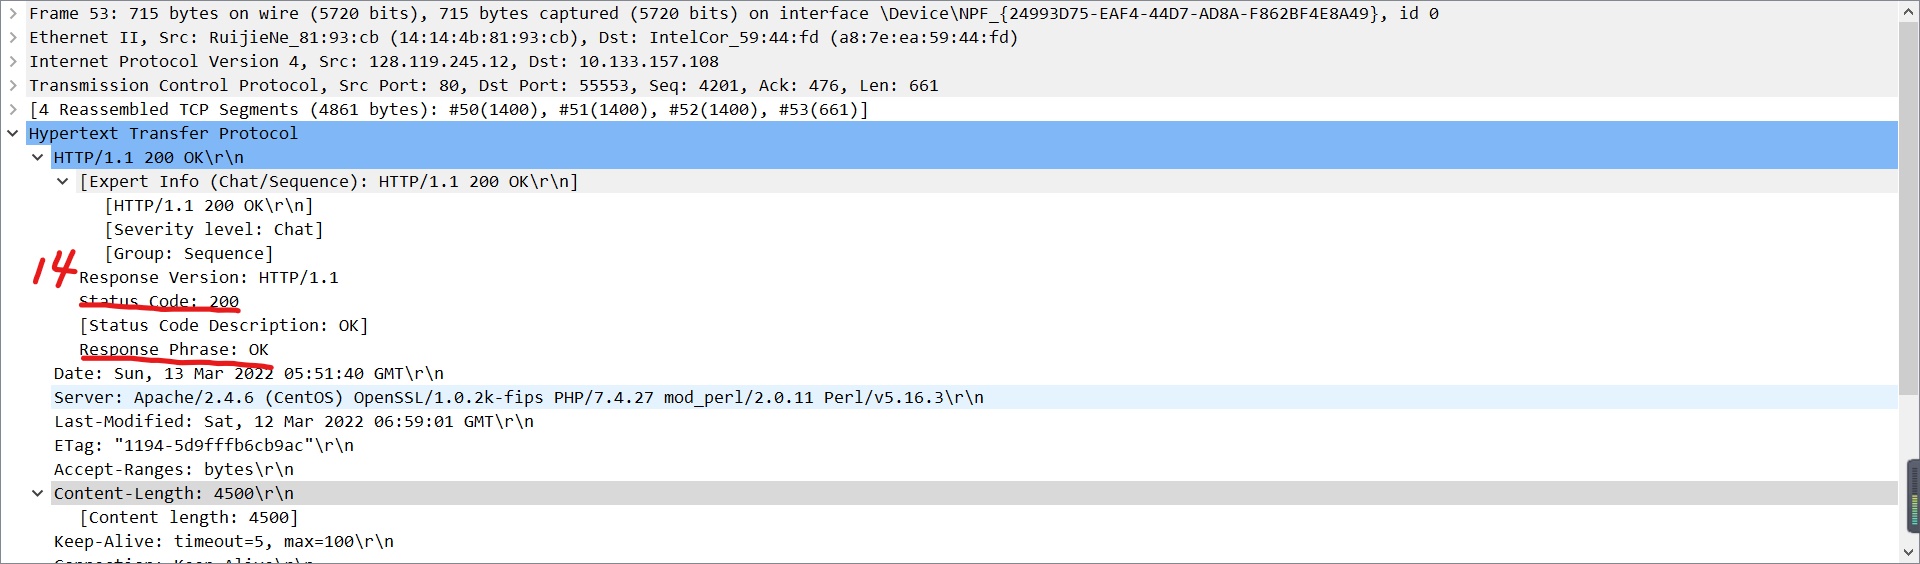 Frame 53: 715 bytes on wire (5720 bits), 715 bytes captured (5720 bits) on interface \Device\NPF_{24993D75-EAF4-44D7-AD8A-F862BF4E8A49}, id 0
Ethernet II, Src: RuijieNe_81:93:cb (14:14:4b:81:93:cb), Dst: IntelCor_59:44:fd (a8:7e:ea:59:44:fd)
Internet Protocol Version 4, Src: 128.119.245.12, Dst: 10.133.157.108
Transmission Control Protocol, Src Port: 80, Dst Port: 55553, Seq: 4201, Ack: 476, Len: 661
[4 Reassembled TCP Segments (4861 bytes): #50(1400), #51(1400), #52(1400), #53(661)]
Hypertext Transfer Protocol
HTTP/1.1 200 OK\r\n
[Expert Info (Chat/Sequence): HTTP/1.1 200 OK\r\n]
[HTTP/1.1 200 OK\r\n]
[Severity level: Chat]
[Group: Sequence]
14
Response Version: HTTP/1.1
Status Code: 200
[Status Code Description: OK]
Response Phrase: OK
Date: Sun, 13 Mar 2022 05:51:40 GMT\r\n
Server: Apache/2.4.6 (CentOS) OpenSSL/1.0.2k-fips PHP/7.4.27 mod_perl/2.0.11 Perl/v5.16.3\r\n
Last-Modified: Sat, 12 Mar 2022 06:59:01 GMT\r\n
ETag: "1194-5d9fffb6cb9ac"\r\n
Accept-Ranges: bytes\r\n
Content-Length: 4500\r\n
[Content length: 4500]
Keep-Alive: timeout=5, max=100\r\n